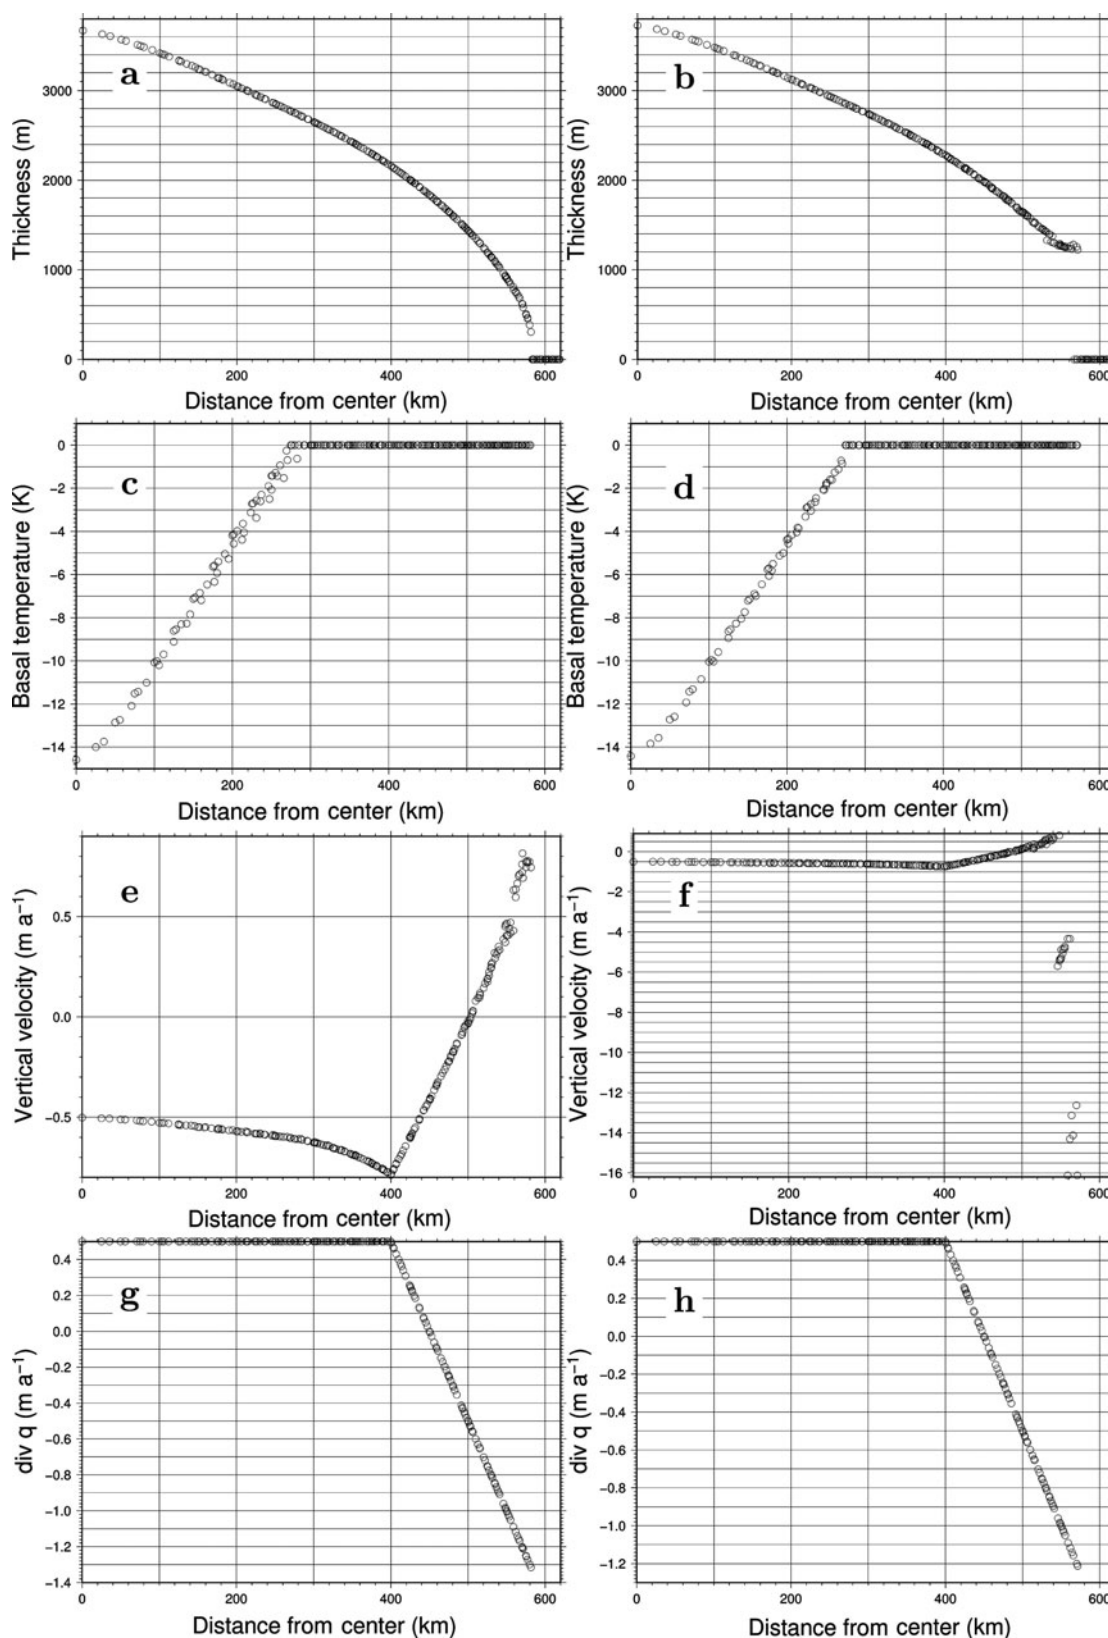 a
b
Thickness (m)
3000
2000
1000
0
0 200 400 600
Distance from center (km)
Thickness (m)
3000
2000
1000
0
0 200 400 600
Distance from center (km)
c
d
Basal temperature (K)
0
−2
−4
−6
−8
−10
−12
−14
0 200 400 600
Distance from center (km)
Basal temperature (K)
0
−2
−4
−6
−8
−10
−12
−14
0 200 400 600
Distance from center (km)
e
f
Vertical velocity (m a⁻¹)
0.5
0.0
−0.5
0 200 400 600
Distance from center (km)
Vertical velocity (m a⁻¹)
0
−2
−4
−6
−8
−10
−12
−14
−16
0 200 400 600
Distance from center (km)
g
h
div q (m a⁻¹)
0.4
0.2
0.0
−0.2
−0.4
−0.6
−0.8
−1.0
−1.2
−1.4
0 200 400 600
Distance from center (km)
div q (m a⁻¹)
0.4
0.2
0.0
−0.2
−0.4
−0.6
−0.8
−1.0
−1.2
0 200 400 600
Distance from center (km)